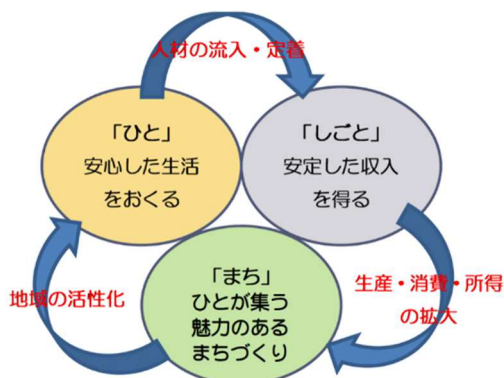 人材の流入・定着
「ひと」
安心した生活
をおくる
「しごと」
安定した収入
を得る
「まち」
ひとが集う
魅力のある
まちづくり
地域の活性化
生産・消費・所得
の拡大